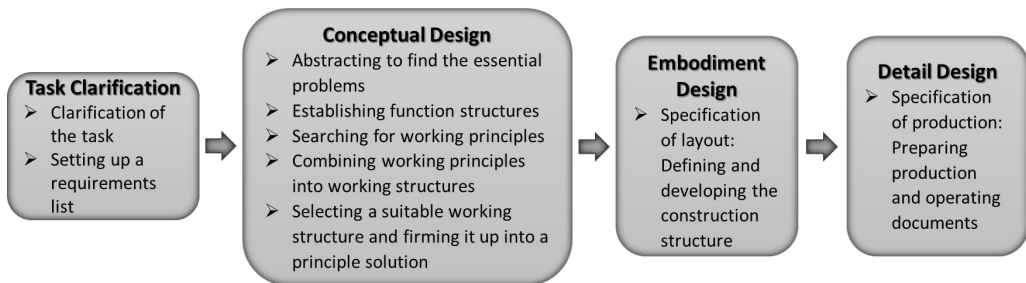 Task Clarification
➢ Clarification of
the task
➢ Setting up a
requirements
list
Conceptual Design
➢ Abstracting to find the essential
problems
➢ Establishing function structures
➢ Searching for working principles
➢ Combining working principles
into working structures
➢ Selecting a suitable working
structure and firming it up into a
principle solution
Embodiment
Design
➢ Specification
of layout:
Defining and
developing the
construction
structure
Detail Design
➢ Specification
of production:
Preparing
production
and operating
documents